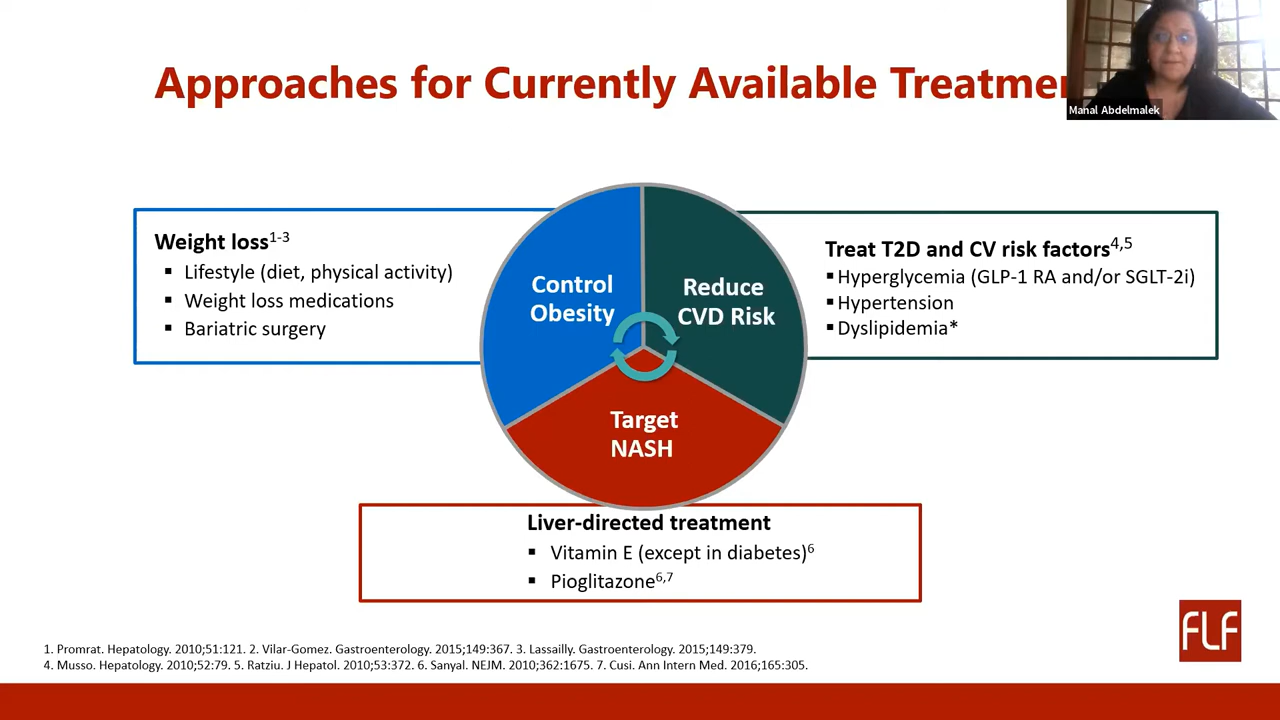 Approaches for Currently Available Treatmen
Manal Abdelmalek
Weight loss1-3
▪ Lifestyle (diet, physical activity)
▪ Weight loss medications
▪ Bariatric surgery
Control
Obesity
Reduce
CVD Risk
Treat T2D and CV risk factors4,5
▪Hyperglycemia (GLP-1 RA and/or SGLT-2i)
▪Hypertension
▪Dyslipidemia*
Target
NASH
Liver-directed treatment
▪ Vitamin E (except in diabetes)6
▪ Pioglitazone6,7
FLF
1. Promrat. Hepatology. 2010;51:121. 2. Vilar-Gomez. Gastroenterology. 2015;149:367. 3. Lassailly. Gastroenterology. 2015;149:379.
4. Musso. Hepatology. 2010;52:79. 5. Ratziu. J Hepatol. 2010;53:372. 6. Sanyal. NEJM. 2010;362:1675. 7. Cusi. Ann Intern Med. 2016;165:305.